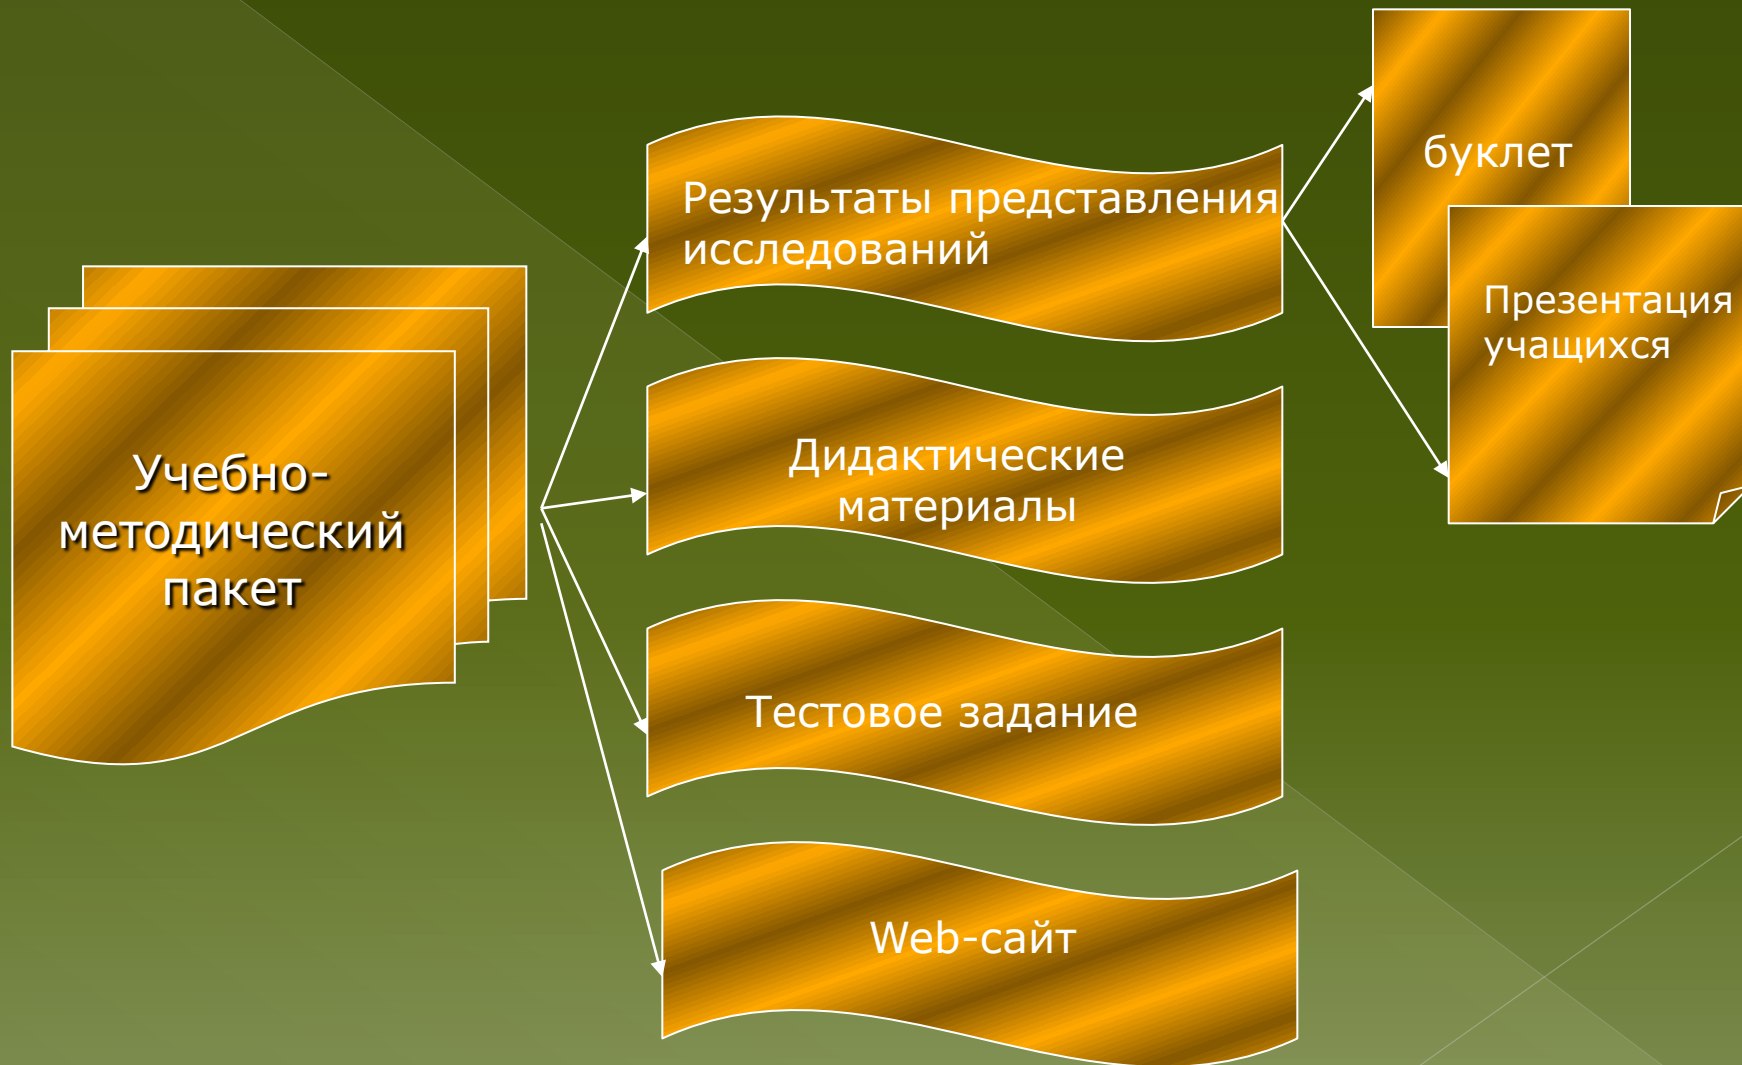 Учебно-
методический
пакет
Результаты представления
исследований
Дидактические
материалы
Тестовое задание
Web-сайт
буклет
Презентация
учащихся